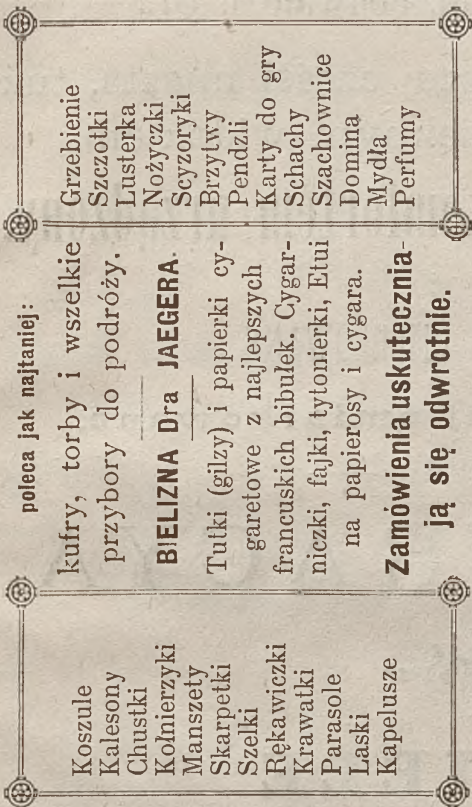 poleca jak najtaniej:
Koszule
Kalesony
Chustki
Kołnierzyki
Manszety
Skarpetki
Szelki
Rękawiczki
Krawatki
Parasole
Laski
Kapelusze
kufry, torby i wszelkie
przybory do podróży.
BIELIZNA Dra JAEGERA.
Tutki (gilzy) i papierki cy-
garetowe z najlepszych
francuskich bibułek. Cygar-
niczki, fajki, tytonierki, Etui
na papierosy i cygara.
Zamówienia uskutecznia-
ją się odwrotnie.
Grzebienie
Szczotki
Lusterka
Nożyczki
Scyzoryki
Brzytwy
Pendzli
Karty do gry
Schachy
Szachownice
Dominą
Mydła
Perfumy